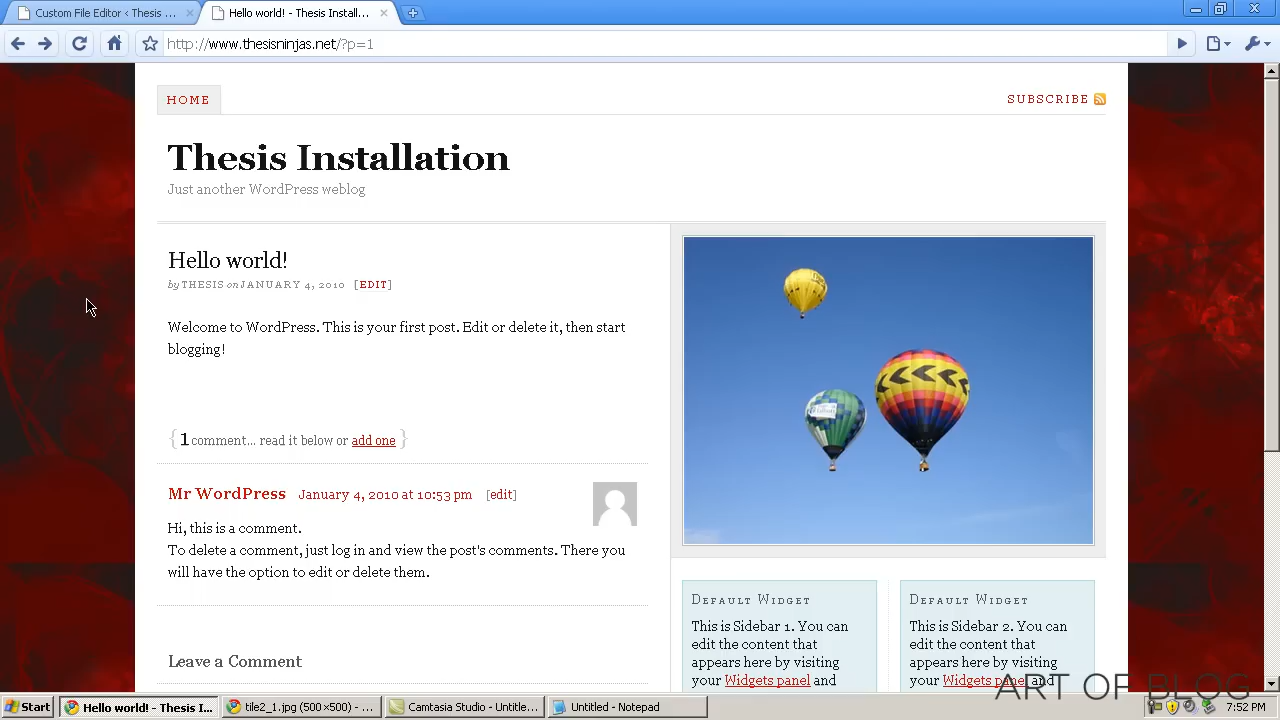 Custom File Editor ‹ Thesis ...
Hello world! - Thesis Install...
http://www.thesisninjas.net/?p=1
HOME
SUBSCRIBE
Thesis Installation
Just another WordPress weblog
Hello world!
by THESIS on JANUARY 4, 2010 [EDIT]
Welcome to WordPress. This is your first post. Edit or delete it, then start
blogging!
{ 1 comment... read it below or add one }
Mr WordPress January 4, 2010 at 10:53 pm [edit]
Hi, this is a comment.
To delete a comment, just log in and view the post's comments. There you
will have the option to edit or delete them.
Leave a Comment
Default Widget
This is Sidebar 1. You can
edit the content that
appears here by visiting
your Widgets panel and
Default Widget
This is Sidebar 2. You can
edit the content that
appears here by visiting
your Widgets panel and
ART OF BLOG
Start
Hello world! - Thesis I...
tile2_1.jpg (500×500) - ...
Camtasia... - Untitle...
Untitled - Notepad
7:52 PM